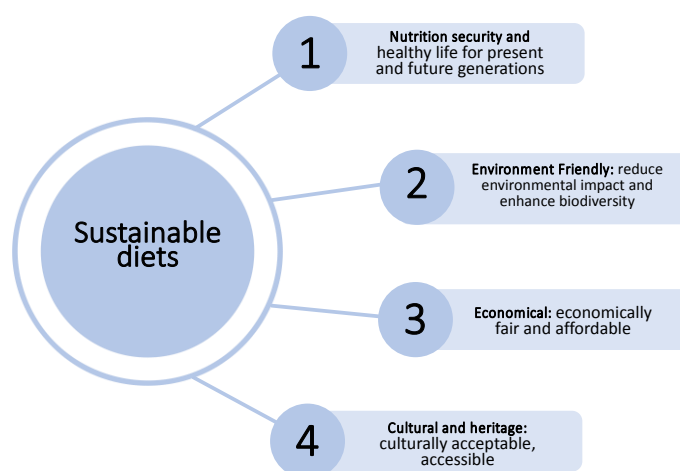 1
Nutrition security and
healthy life for present
and future generations
2
Environment Friendly: reduce
environmental impact and
enhance biodiversity
Sustainable
diets
3
Economical: economically
fair and affordable
4
Cultural and heritage:
culturally acceptable,
accessible